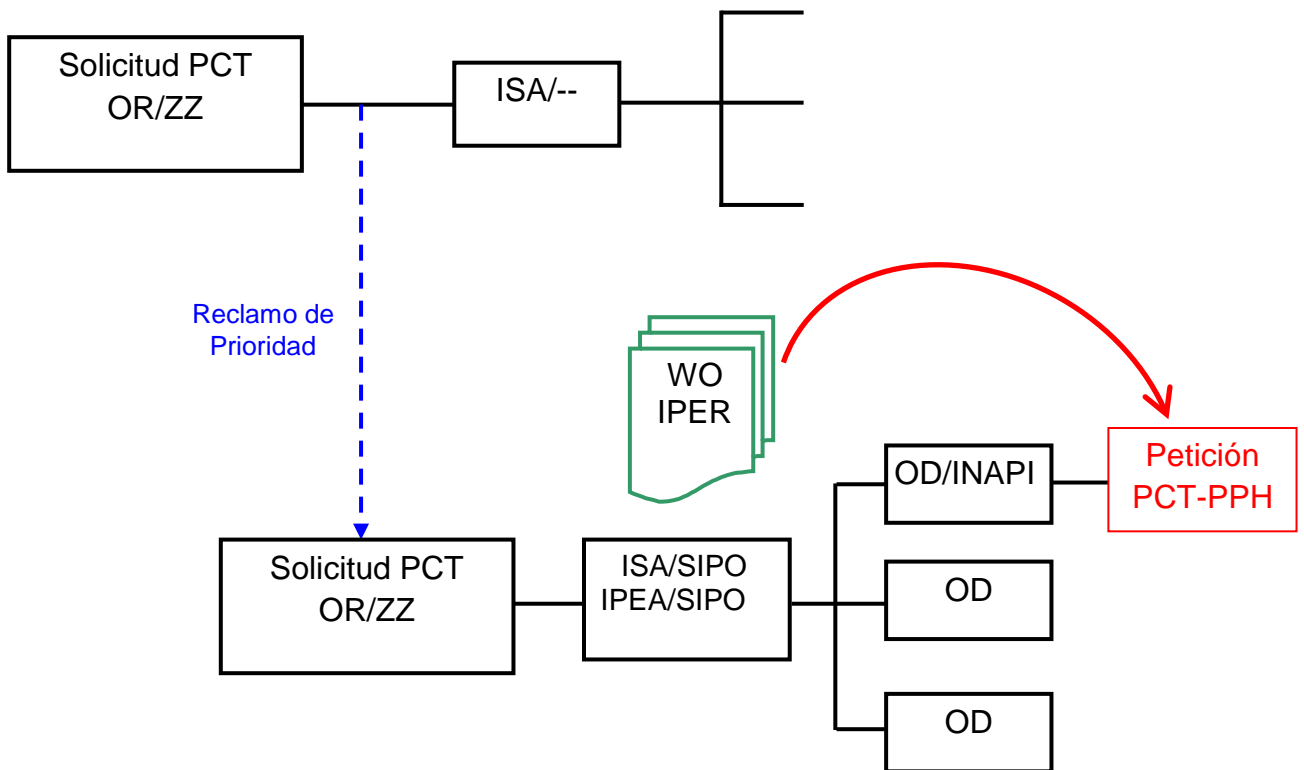 Solicitud PCT
OR/ZZ
ISA/--
Reclamo de
Prioridad
WO
IPER
OD/INAPI
Petición
PCT-PPH
Solicitud PCT
OR/ZZ
ISA/SIPO
IPEA/SIPO
OD
OD